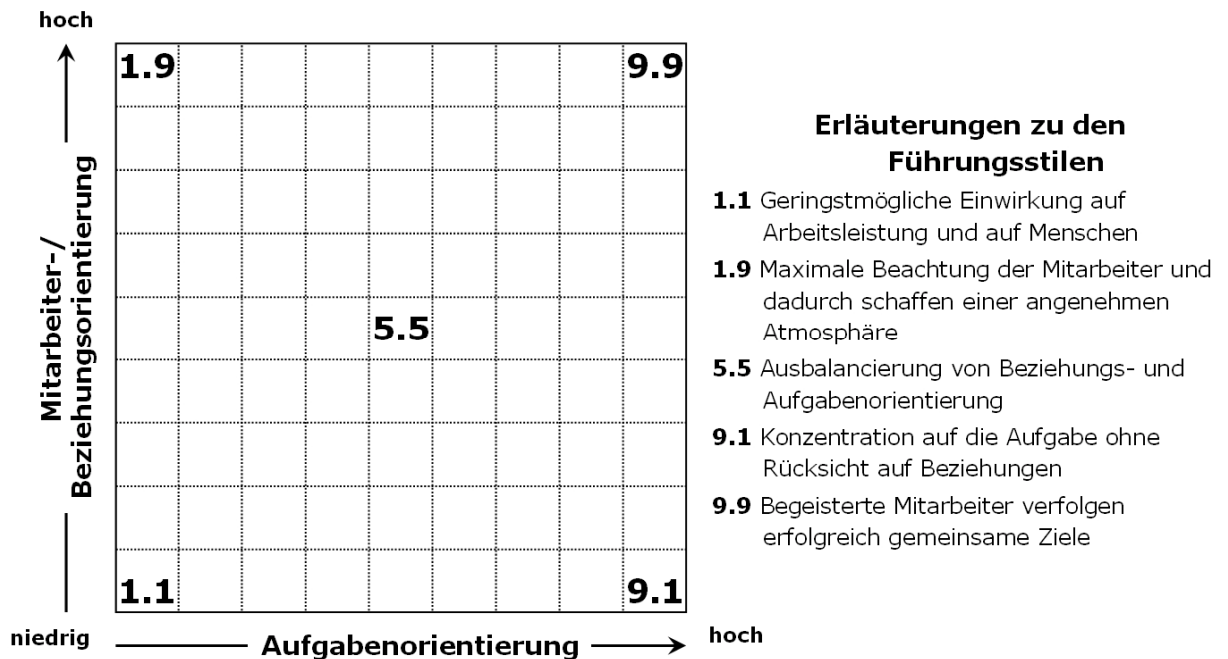 hoch
1.9
9.9
Mitarbeiter-/
Beziehungsorientierung
5.5
1.1
9.1
niedrig
Aufgabenorientierung
hoch
Erläuterungen zu den
Führungsstilen
1.1 Geringstmögliche Einwirkung auf
Arbeitsleistung und auf Menschen
1.9 Maximale Beachtung der Mitarbeiter und
dadurch schaffen einer angenehmen
Atmosphäre
5.5 Ausbalancierung von Beziehungs- und
Aufgabenorientierung
9.1 Konzentration auf die Aufgabe ohne
Rücksicht auf Beziehungen
9.9 Begeisterte Mitarbeiter verfolgen
erfolgreich gemeinsame Ziele